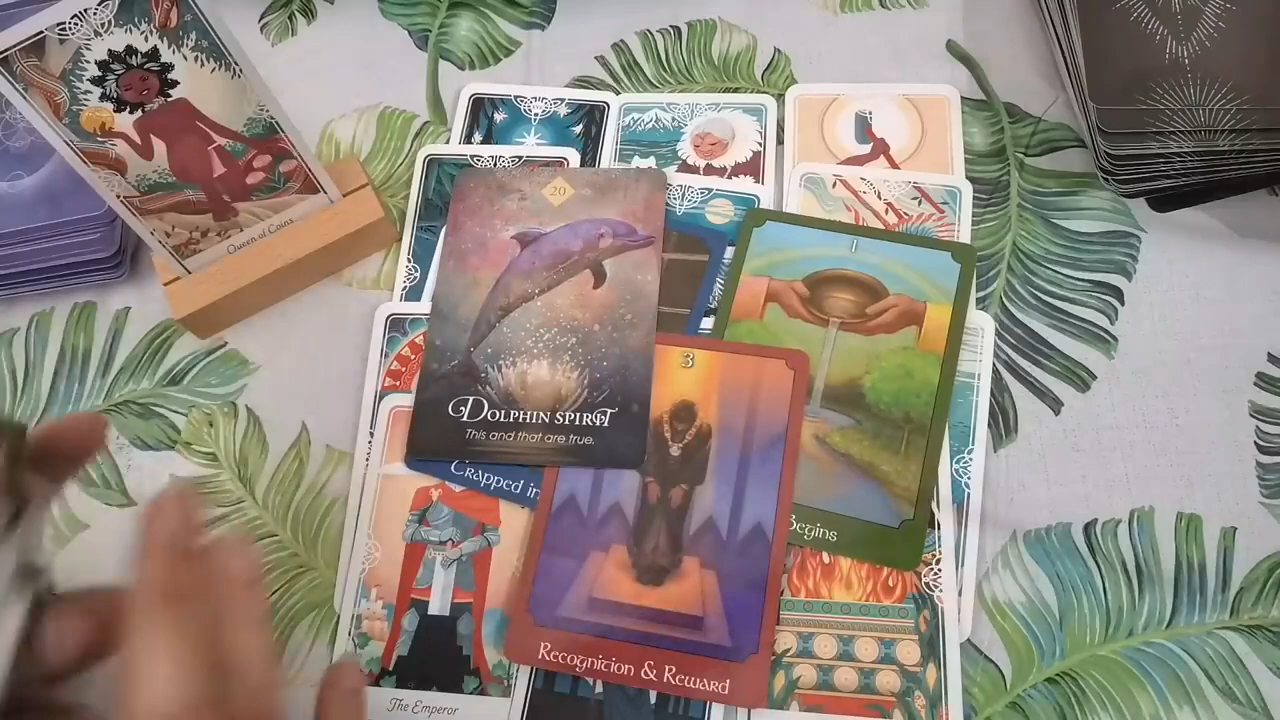 Queen of Coins
20
DOLPHIN SPIRIT
This and that are true.
1
Begins
3
Trapped in
Recognition & Reward
The Emperor